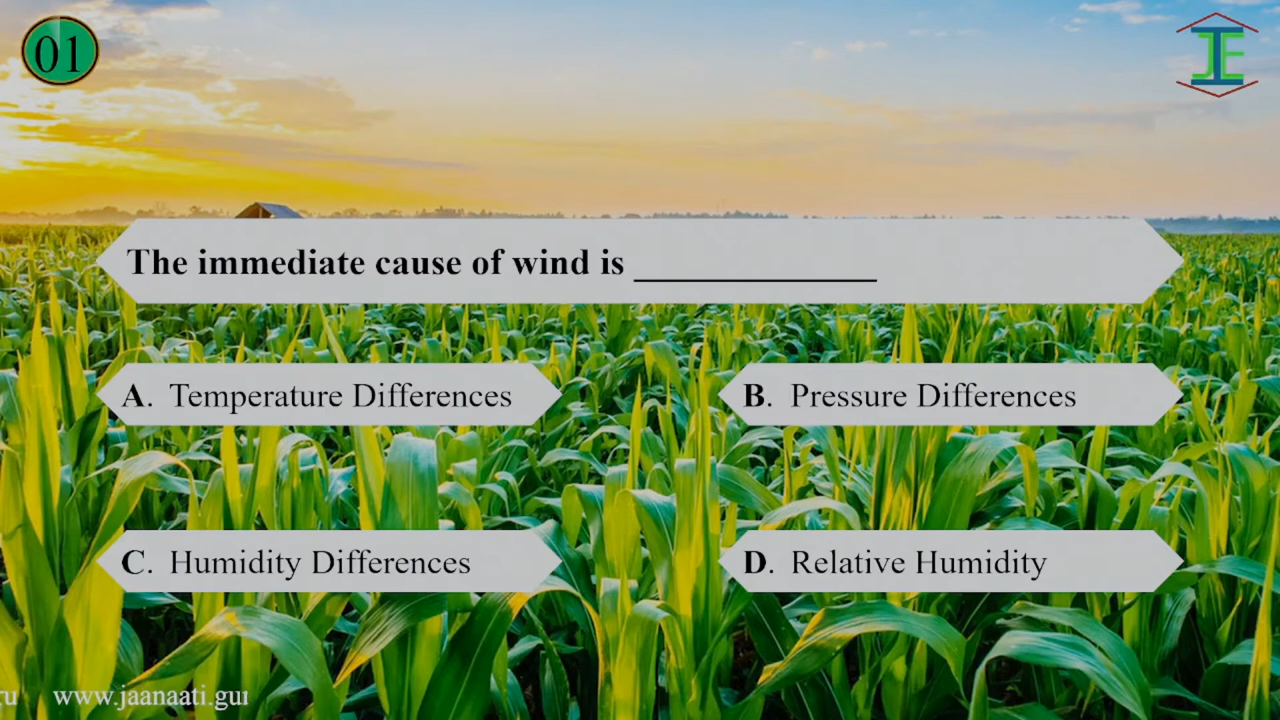 01
JE
The immediate cause of wind is ______________
A. Temperature Differences
B. Pressure Differences
C. Humidity Differences
D. Relative Humidity
www.jaanaati.gu